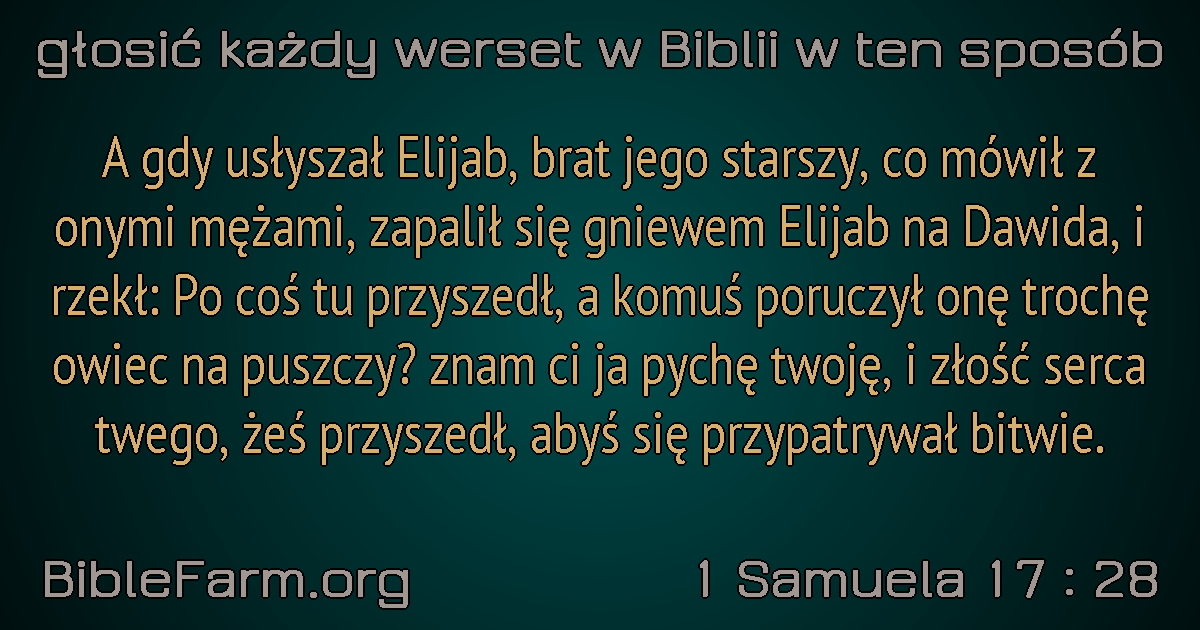 głosić każdy werset w Biblii w ten sposób
A gdy usłyszał Elijab, brat jego starszy, co mówił z
onymi mężami, zapalił się gniewem Elijab na Dawida, i
rzekł: Po coś tu przyszedł, a komuś poruczył onę trochę
owiec na puszczy? znam ci ja pychę twoję, i złość serca
twego, żeś przyszedł, abyś się przypatrywał bitwie.
BibleFarm.org
1 Samuela 17 : 28